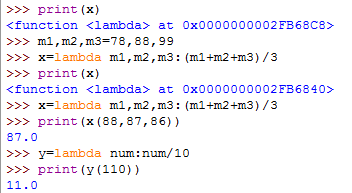 >>> print(x)
<function <lambda> at 0x0000000002FB68C8>
>>> m1,m2,m3=78,88,99
>>> x=lambda m1,m2,m3:(m1+m2+m3)/3
>>> print(x)
<function <lambda> at 0x0000000002FB6840>
>>> x=lambda m1,m2,m3:(m1+m2+m3)/3
>>> print(x(88,87,86))
87.0
>>> y=lambda num:num/10
>>> print(y(110))
11.0